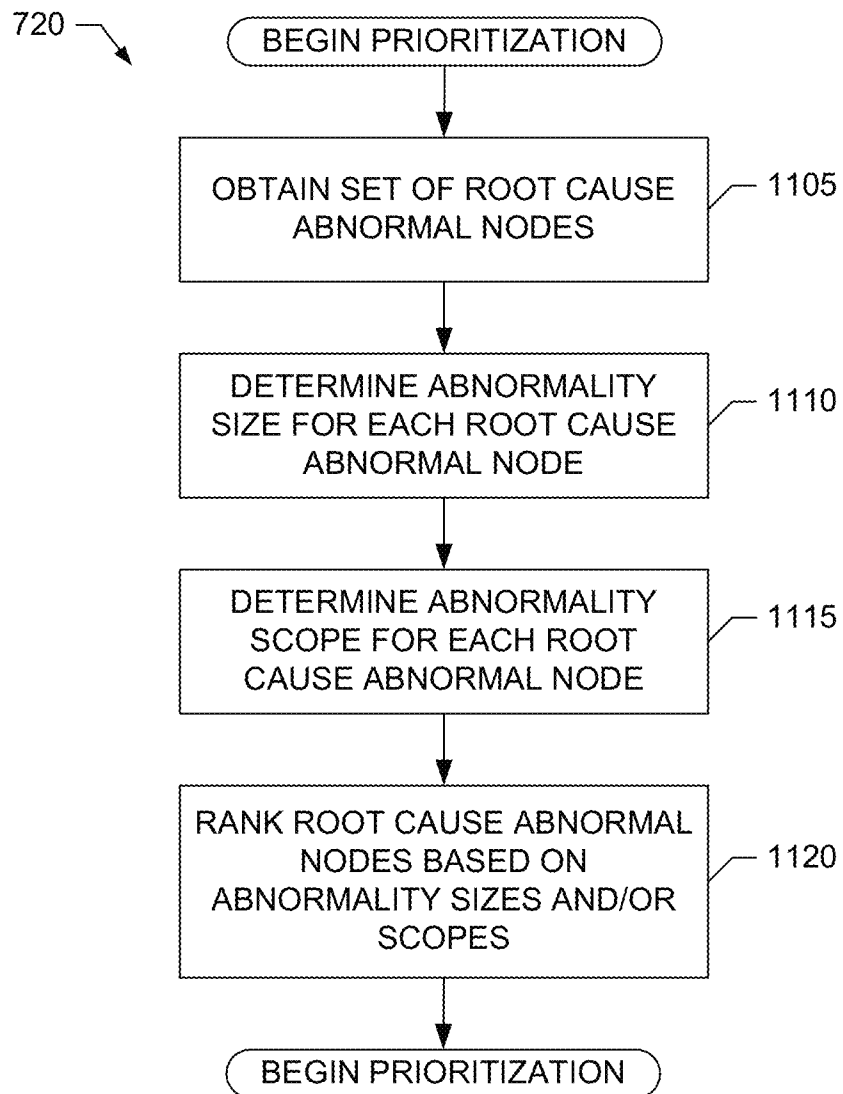 720
BEGIN PRIORITIZATION
OBTAIN SET OF ROOT CAUSE
ABNORMAL NODES
1105
DETERMINE ABNORMALITY
SIZE FOR EACH ROOT CAUSE
ABNORMAL NODE
1110
DETERMINE ABNORMALITY
SCOPE FOR EACH ROOT
CAUSE ABNORMAL NODE
1115
RANK ROOT CAUSE ABNORMAL
NODES BASED ON
ABNORMALITY SIZES AND/OR
SCOPES
1120
BEGIN PRIORITIZATION